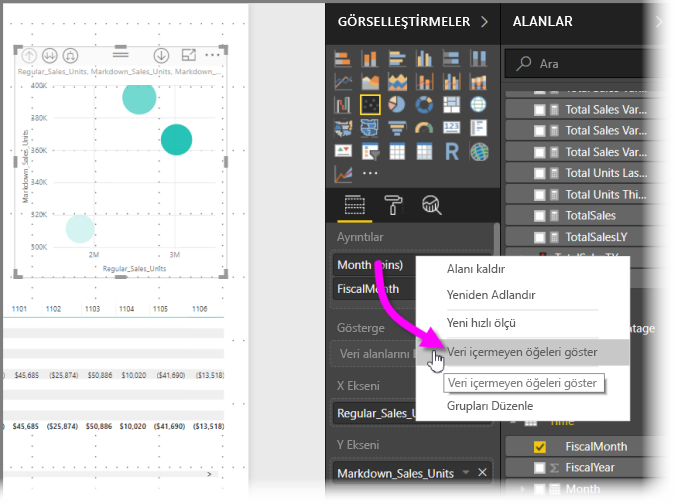 Regular_Sales_Units, Markdown_Sales_Units, Markdown_...
Markdown_Sales_Units
400K
380K
360K
340K
320K
300K
2M
3M
Regular_Sales_Units
1101 1102 1103 1104 1105 1106
$45,685 ($25,874) $50,886 $10,020 ($41,690) ($13,518)
$45,685 ($25,874) $50,886 $10,020 ($41,690) ($13,518)
GÖRSELLEŞTİRMELER
R
123
Ayrıntılar
Month
FiscalMonth
Gösterge
Veri alanlarını
X Ekseni
Regular_Sales_U
Y Ekseni
Markdown_Sales_Units
Alanı kaldır
Yeniden Adlandır
Yeni hızlı ölçü
Veri içermeyen öğeleri göster
Veri içermeyen öğeleri göster
Grupları Düzenle
ALANLAR
Ara
Total Sales Var...
Total Sales Var...
Total Sales Var...
Total Units Las...
Total Units Thi...
TotalSales
TotalSalesLY
Time
FiscalMonth
FiscalYear
Month